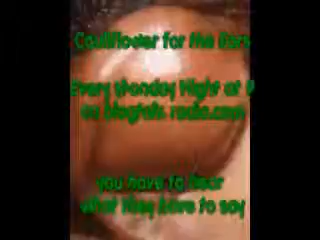 Cauliflower for the Ears
Every Monday Night at 9
on blogtalk radio.com
you have to hear
what they have to say